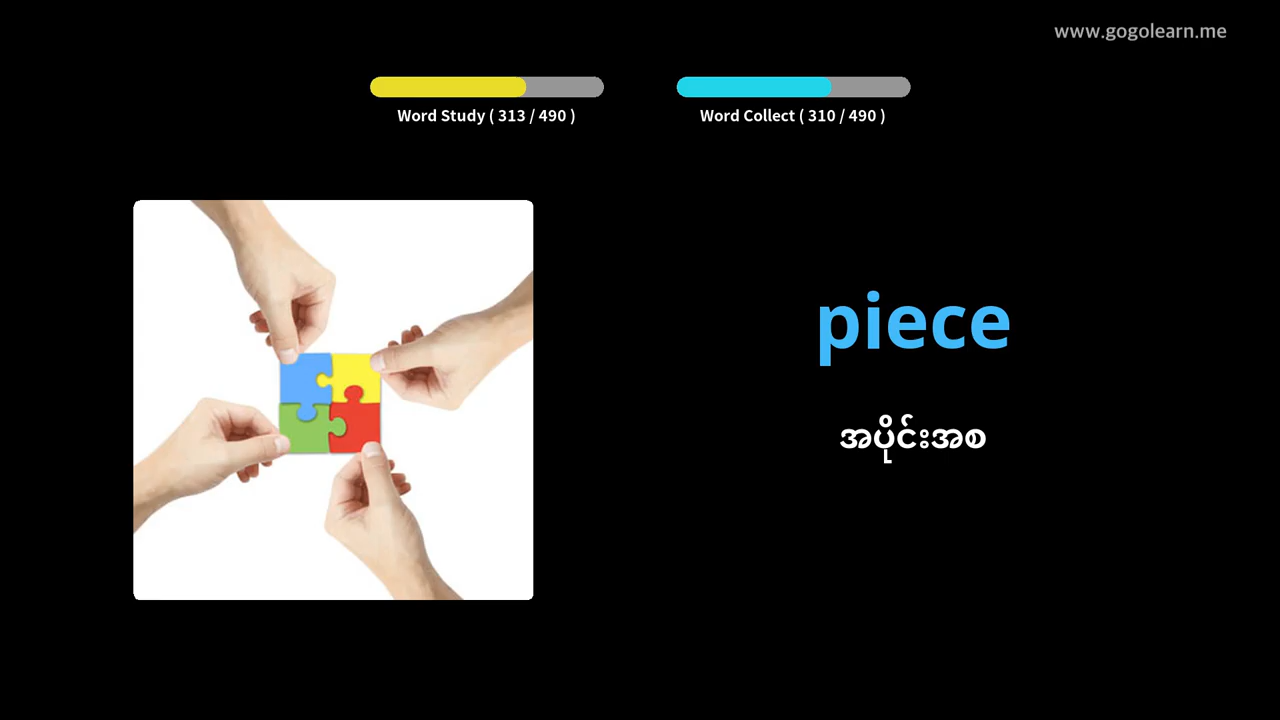 www.gogolearn.me
Word Study ( 313 / 490 )
Word Collect ( 310 / 490 )
piece
အပိုင်းအစ